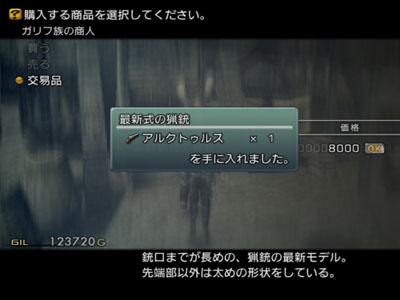 購入する商品を選択してください。
ガリフ族の商人
買う
売る
交易品
最新式の猟銃
アルクトゥルス × 1
を手に入れました。
価格
8000 OK
GIL 123720 G
銃口までが長めの、猟銃の最新モデル。
先端部以外は太めの形状をしている。